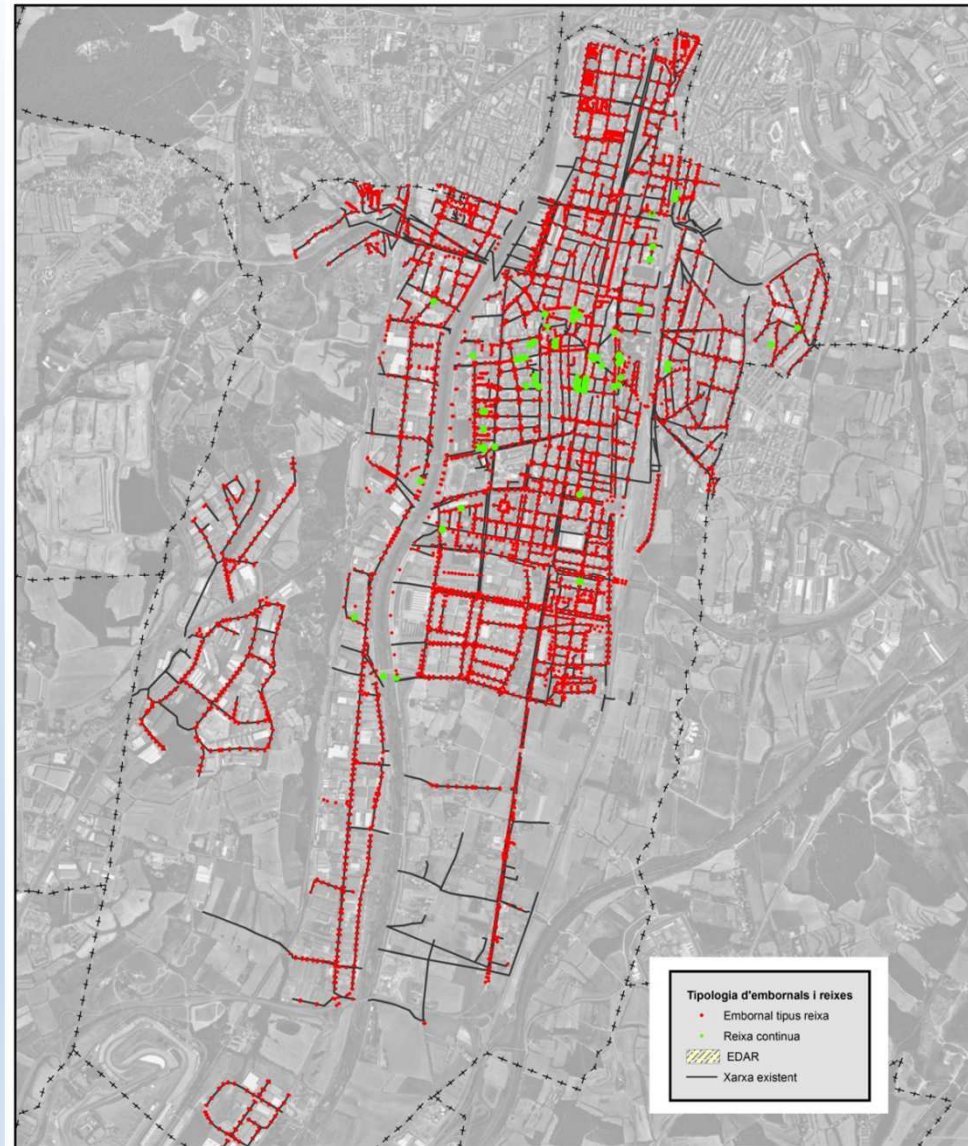 Tipologia d'embornals i reixes
Embornal tipus reixa
Reixa continua
EDAR
Xarxa existent